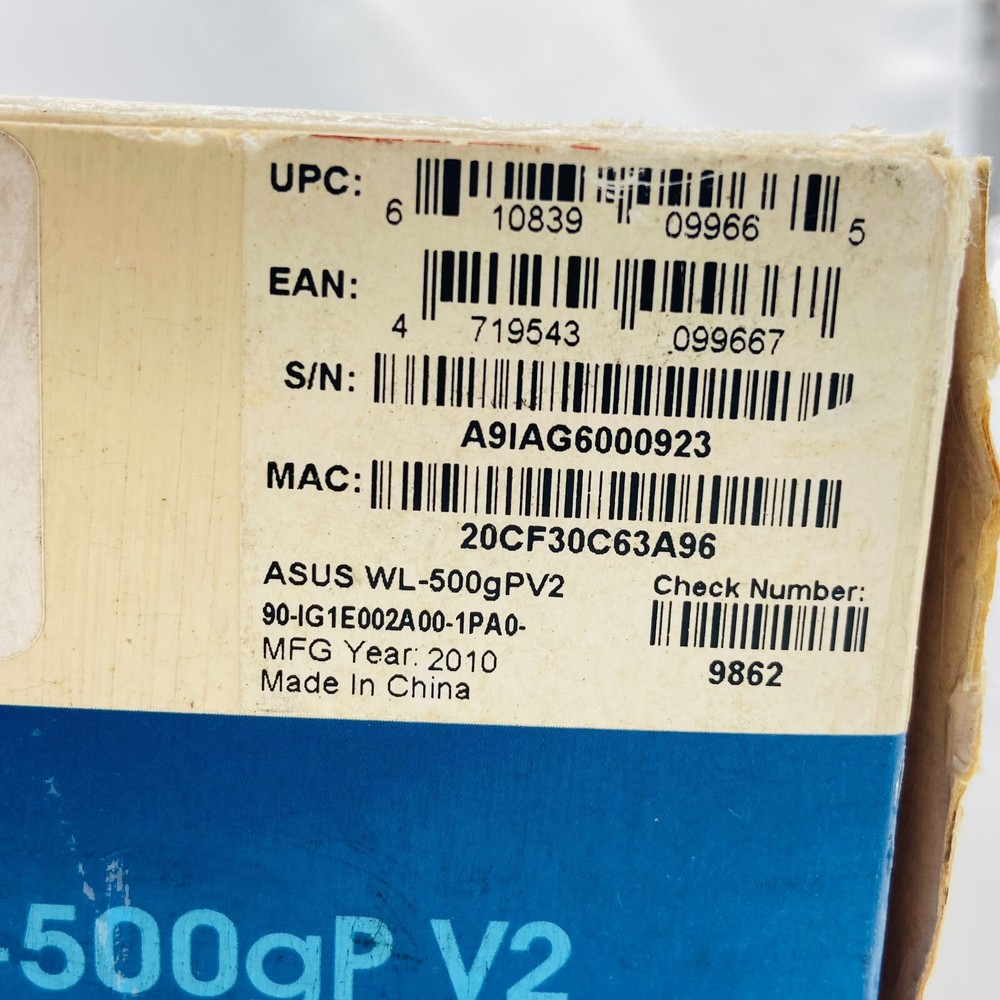 UPC:
6 10839 09966 5
EAN:
4 719543 099667
S/N:
A9IAG6000923
MAC:
20CF30C63A96
ASUS WL-500gPV2
Check Number:
90-IG1E002A00-1PA0-
9862
MFG Year: 2010
Made In China
-500gP V2